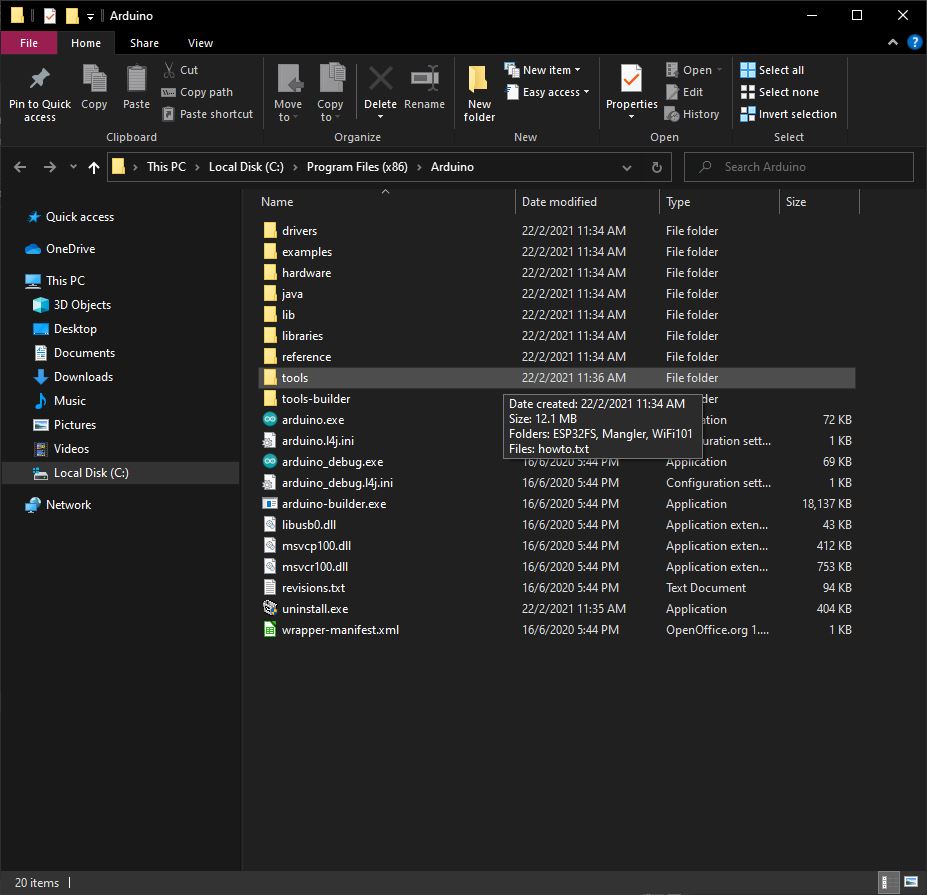 Arduino
File Home Share View
Pin to Quick access
Copy
Paste
Cut
Copy path
Paste shortcut
Clipboard
Move to
Copy to
Delete
Rename
Organize
New folder
New item
Easy access
New
Properties
Open
Edit
History
Open
Select all
Select none
Invert selection
Select
This PC > Local Disk (C:) > Program Files (x86) > Arduino
Search Arduino
Quick access
OneDrive
This PC
3D Objects
Desktop
Documents
Downloads
Music
Pictures
Videos
Local Disk (C:)
Network
Name Date modified Type Size
drivers 22/2/2021 11:34 AM File folder
examples 22/2/2021 11:34 AM File folder
hardware 22/2/2021 11:34 AM File folder
java 22/2/2021 11:34 AM File folder
lib 22/2/2021 11:34 AM File folder
libraries 22/2/2021 11:34 AM File folder
reference 22/2/2021 11:34 AM File folder
tools 22/2/2021 11:36 AM File folder
tools-builder
arduino.exe 72 KB
arduino.l4j.ini 1 KB
Date created: 22/2/2021 11:34 AM
Size: 12.1 MB
Folders: ESP32FS, Mangler, WiFi101
Files: howto.txt
arduino_debug.exe 16/6/2020 5:44 PM Application 69 KB
arduino_debug.l4j.ini 16/6/2020 5:44 PM Configuration sett... 1 KB
arduino-builder.exe 16/6/2020 5:44 PM Application 18,137 KB
libusb0.dll 16/6/2020 5:44 PM Application exten... 43 KB
msvcp100.dll 16/6/2020 5:44 PM Application exten... 412 KB
msvcr100.dll 16/6/2020 5:44 PM Application exten... 753 KB
revisions.txt 16/6/2020 5:44 PM Text Document 94 KB
uninstall.exe 22/2/2021 11:35 AM Application 404 KB
wrapper-manifest.xml 16/6/2020 5:44 PM OpenOffice.org 1.... 1 KB
20 items